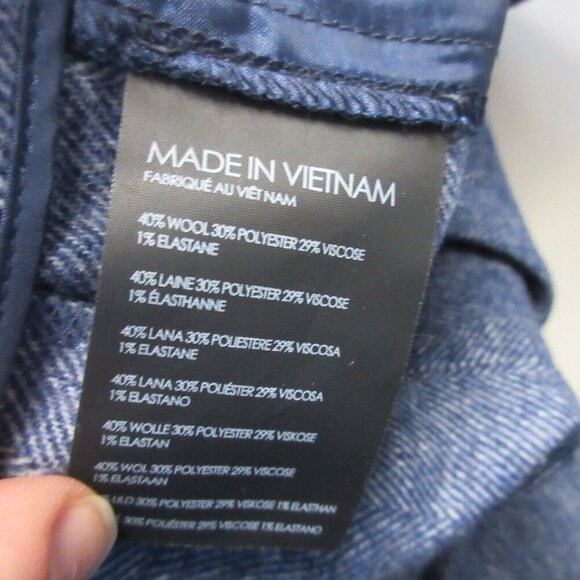 MADE IN VIETNAM
FABRIQUÉ AU VIÊT NAM
40% WOOL 30% POLYESTER 29% VISCOSE
1% ELASTANE
40% LAINE 30% POLYESTER 29% VISCOSE
1% ÉLASTHANNE
40% LANA 30% POLIESTERE 29% VISCOSA
1% ELASTANE
40% LANA 30% POLIÉSTER 29% VISCOSA
1% ELASTANO
40% WOLLE 30% POLYESTER 29% VISKOSE
1% ELASTAN
40% WOL 30% POLYESTER 29% VISCOSE
1% ELASTAAN
ULD 30% POLYESTER 29% VISKOSE 1% ELASTHAN
POLIÉSTER 29% VISCOSE 1% ELASTANO